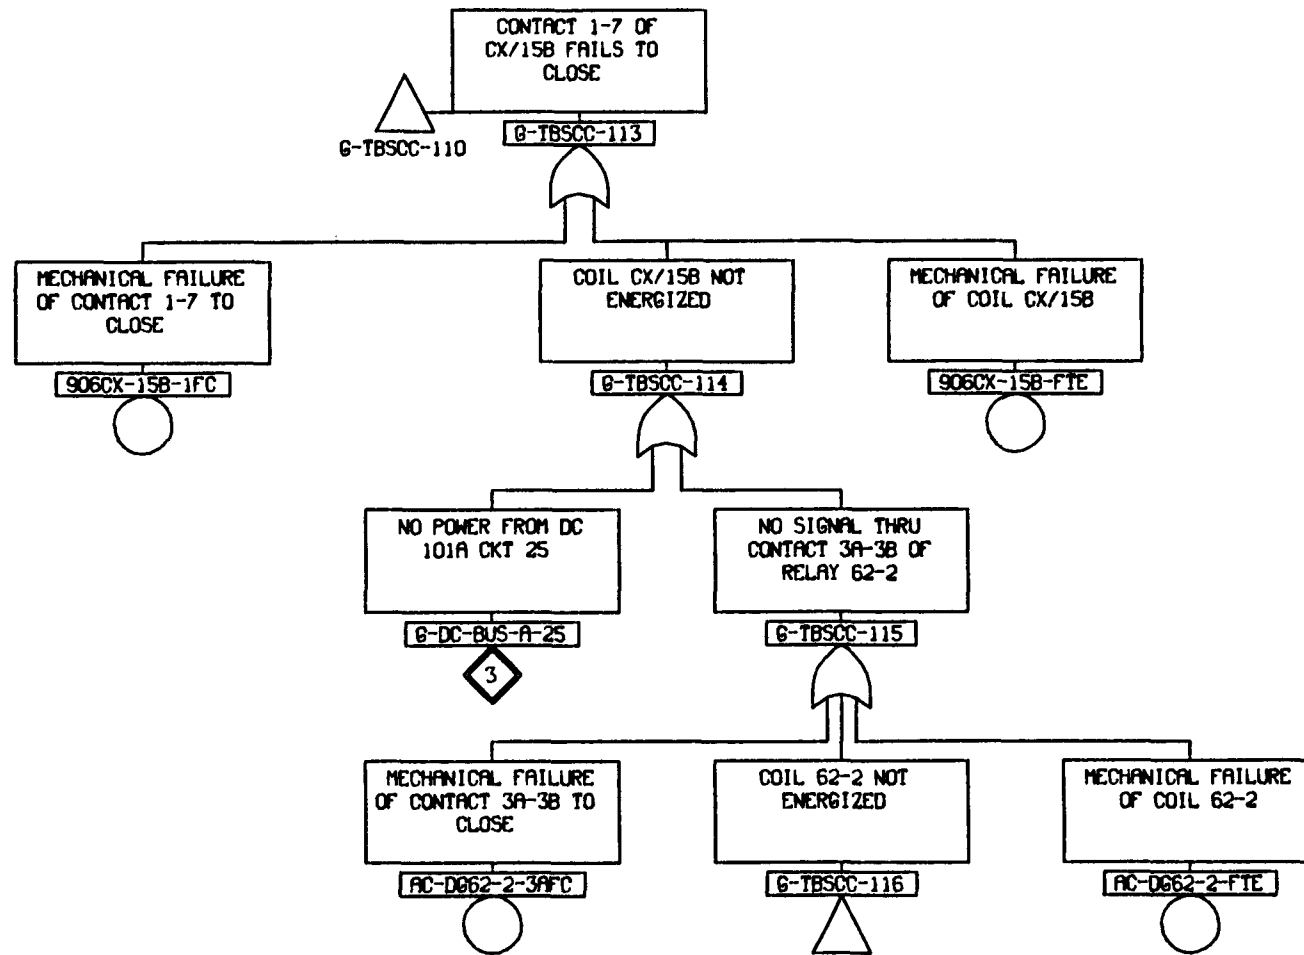 CONTACT 1-7 OF
CX/15B FAILS TO
CLOSE
G-TBSCC-110
G-TBSCC-113
MECHANICAL FAILURE
OF CONTACT 1-7 TO
CLOSE
906CX-15B-1FC
COIL CX/15B NOT
ENERGIZED
G-TBSCC-114
MECHANICAL FAILURE
OF COIL CX/15B
906CX-15B-FTE
NO POWER FROM DC
101A CKT 25
G-DC-BUS-A-25
3
NO SIGNAL THRU
CONTACT 3A-3B OF
RELAY 62-2
G-TBSCC-115
MECHANICAL FAILURE
OF CONTACT 3A-3B TO
CLOSE
AC-DG62-2-3AFC
COIL 62-2 NOT
ENERGIZED
G-TBSCC-116
MECHANICAL FAILURE
OF COIL 62-2
AC-DG62-2-FTE